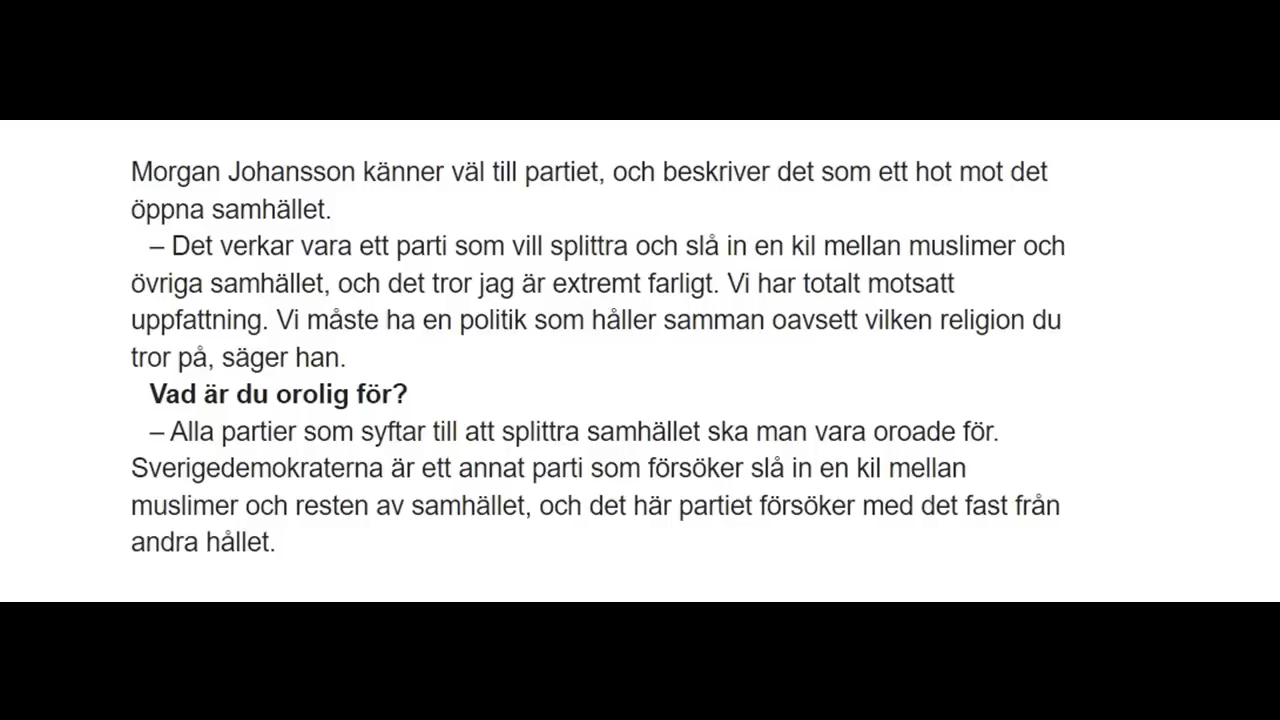 Morgan Johansson känner väl till partiet, och beskriver det som ett hot mot det
öppna samhället.
– Det verkar vara ett parti som vill splittra och slå in en kil mellan muslimer och
övriga samhället, och det tror jag är extremt farligt. Vi har totalt motsatt
uppfattning. Vi måste ha en politik som håller samman oavsett vilken religion du
tror på, säger han.
Vad är du orolig för?
– Alla partier som syftar till att splittra samhället ska man vara oroade för.
Sverigedemokraterna är ett annat parti som försöker slå in en kil mellan
muslimer och resten av samhället, och det här partiet försöker med det fast från
andra hållet.